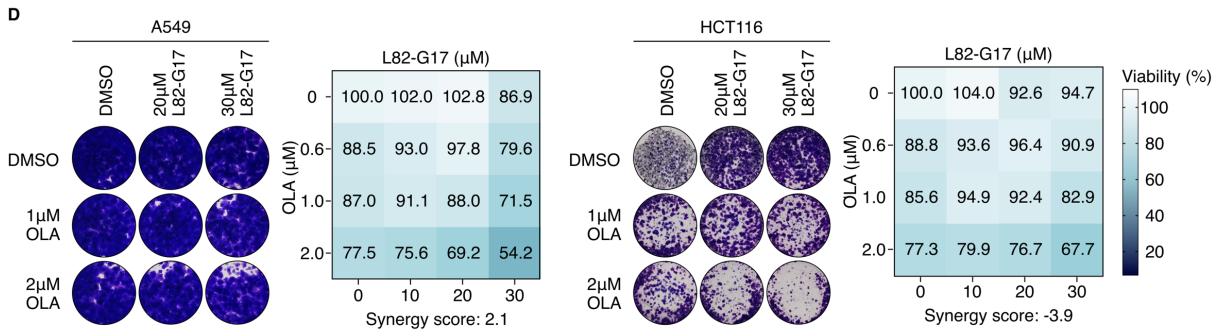 D
A549
DMSO
20µM
L82-G17
30µM
L82-G17
DMSO
1µM
OLA
2µM
OLA
L82-G17 (µM)
OLA (µM)
0 100.0 102.0 102.8 86.9
0.6 88.5 93.0 97.8 79.6
1.0 87.0 91.1 88.0 71.5
2.0 77.5 75.6 69.2 54.2
0 10 20 30
Synergy score: 2.1
HCT116
DMSO
20µM
L82-G17
30µM
L82-G17
DMSO
1µM
OLA
2µM
OLA
L82-G17 (µM)
OLA (µM)
0 100.0 104.0 92.6 94.7
0.6 88.8 93.6 96.4 90.9
1.0 85.6 94.9 92.4 82.9
2.0 77.3 79.9 76.7 67.7
0 10 20 30
Synergy score: -3.9
Viability (%)
100
80
60
40
20